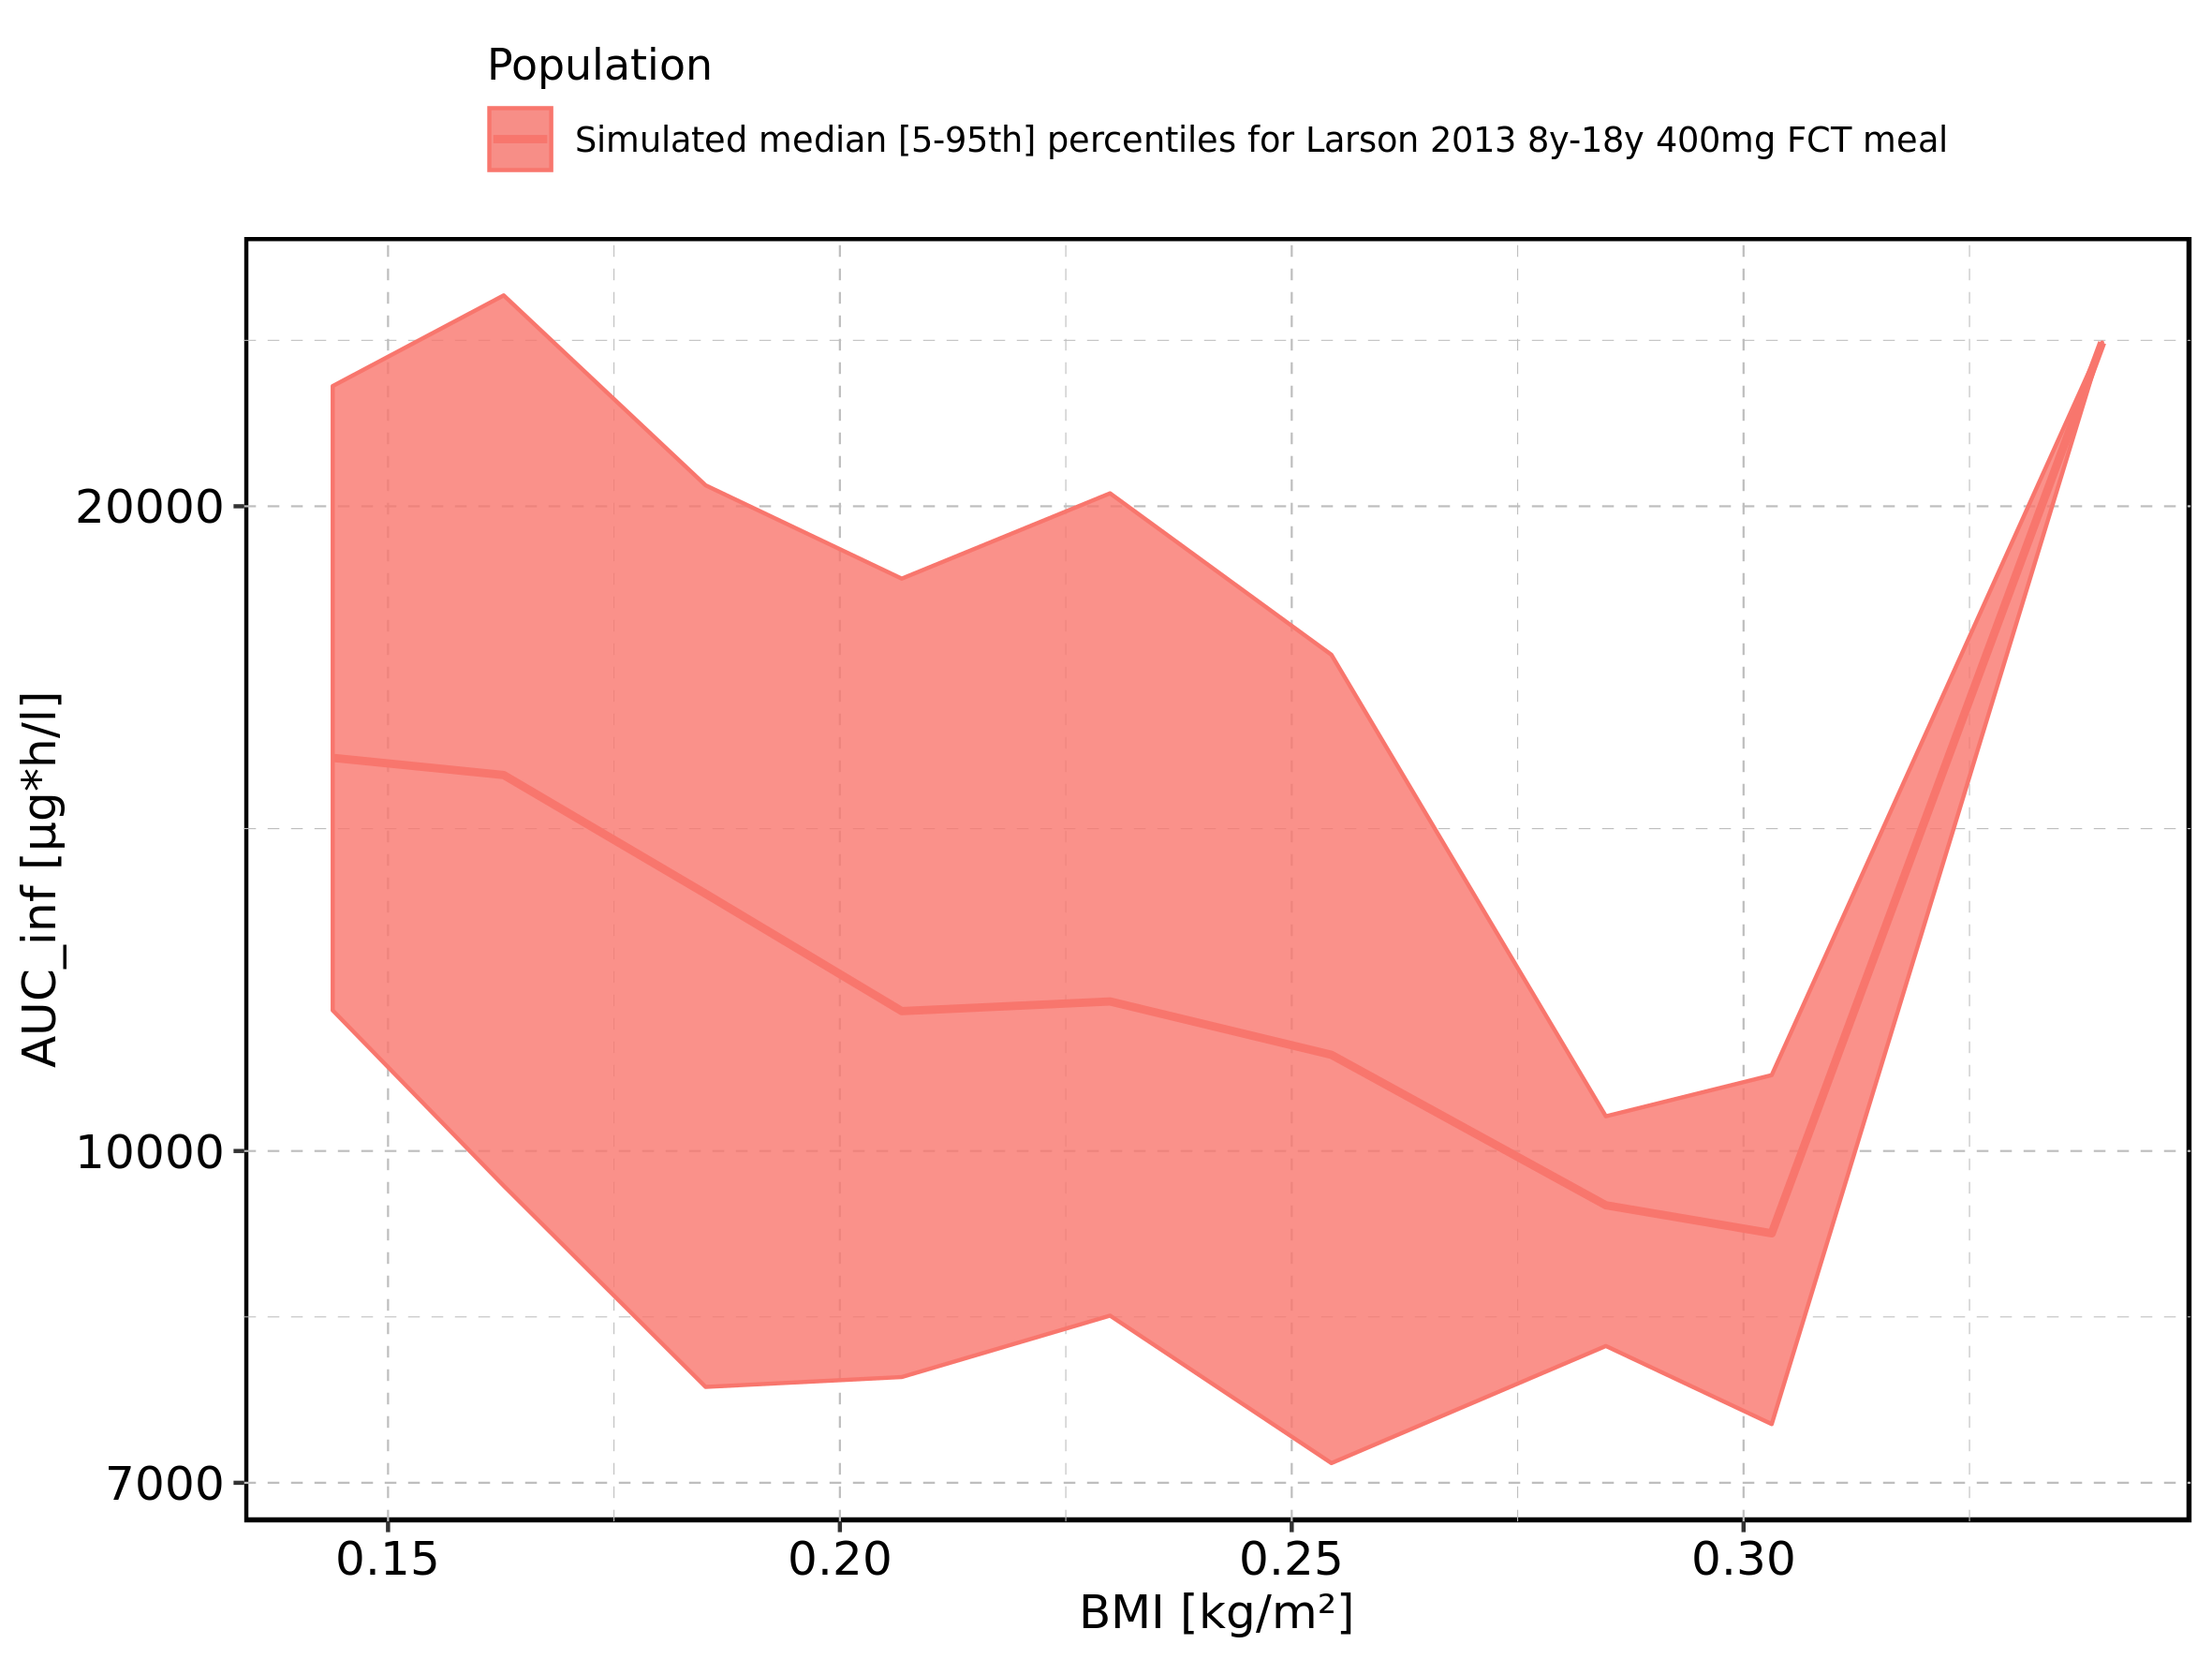 Population
Simulated median [5-95th] percentiles for Larson 2013 8y-18y 400mg FCT meal
AUC_inf [µg*h/l]
20000
10000
7000
0.15 0.20 0.25 0.30
BMI [kg/m²]